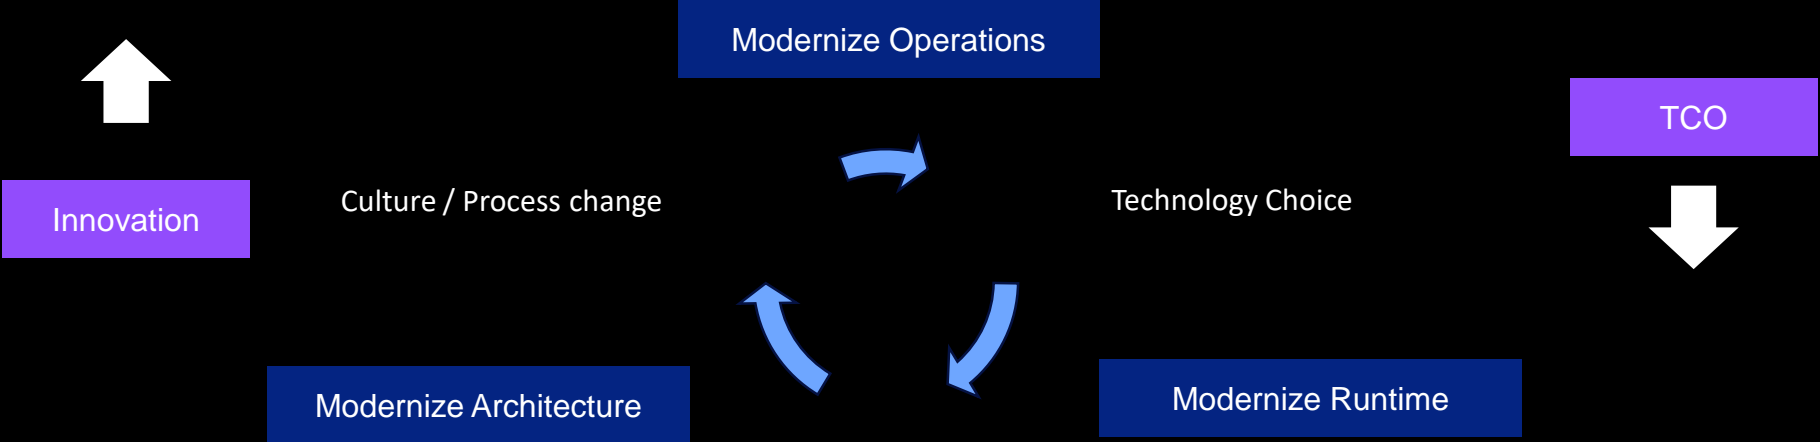 Modernize Operations
TCO
Innovation
Culture / Process change
Technology Choice
Modernize Architecture
Modernize Runtime